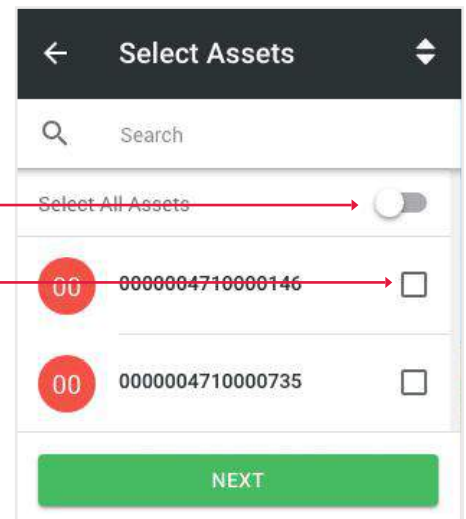 Select Assets
Search
Select All Assets
00 0000004710000146
00 0000004710000735
NEXT